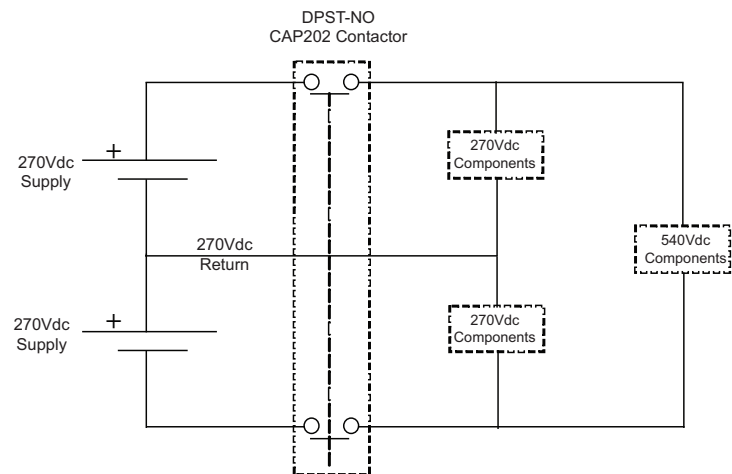 DPST-NO
CAP202 Contactor
+
270Vdc
Supply
270Vdc
Components
270Vdc
Return
540Vdc
Components
+
270Vdc
Supply
270Vdc
Components